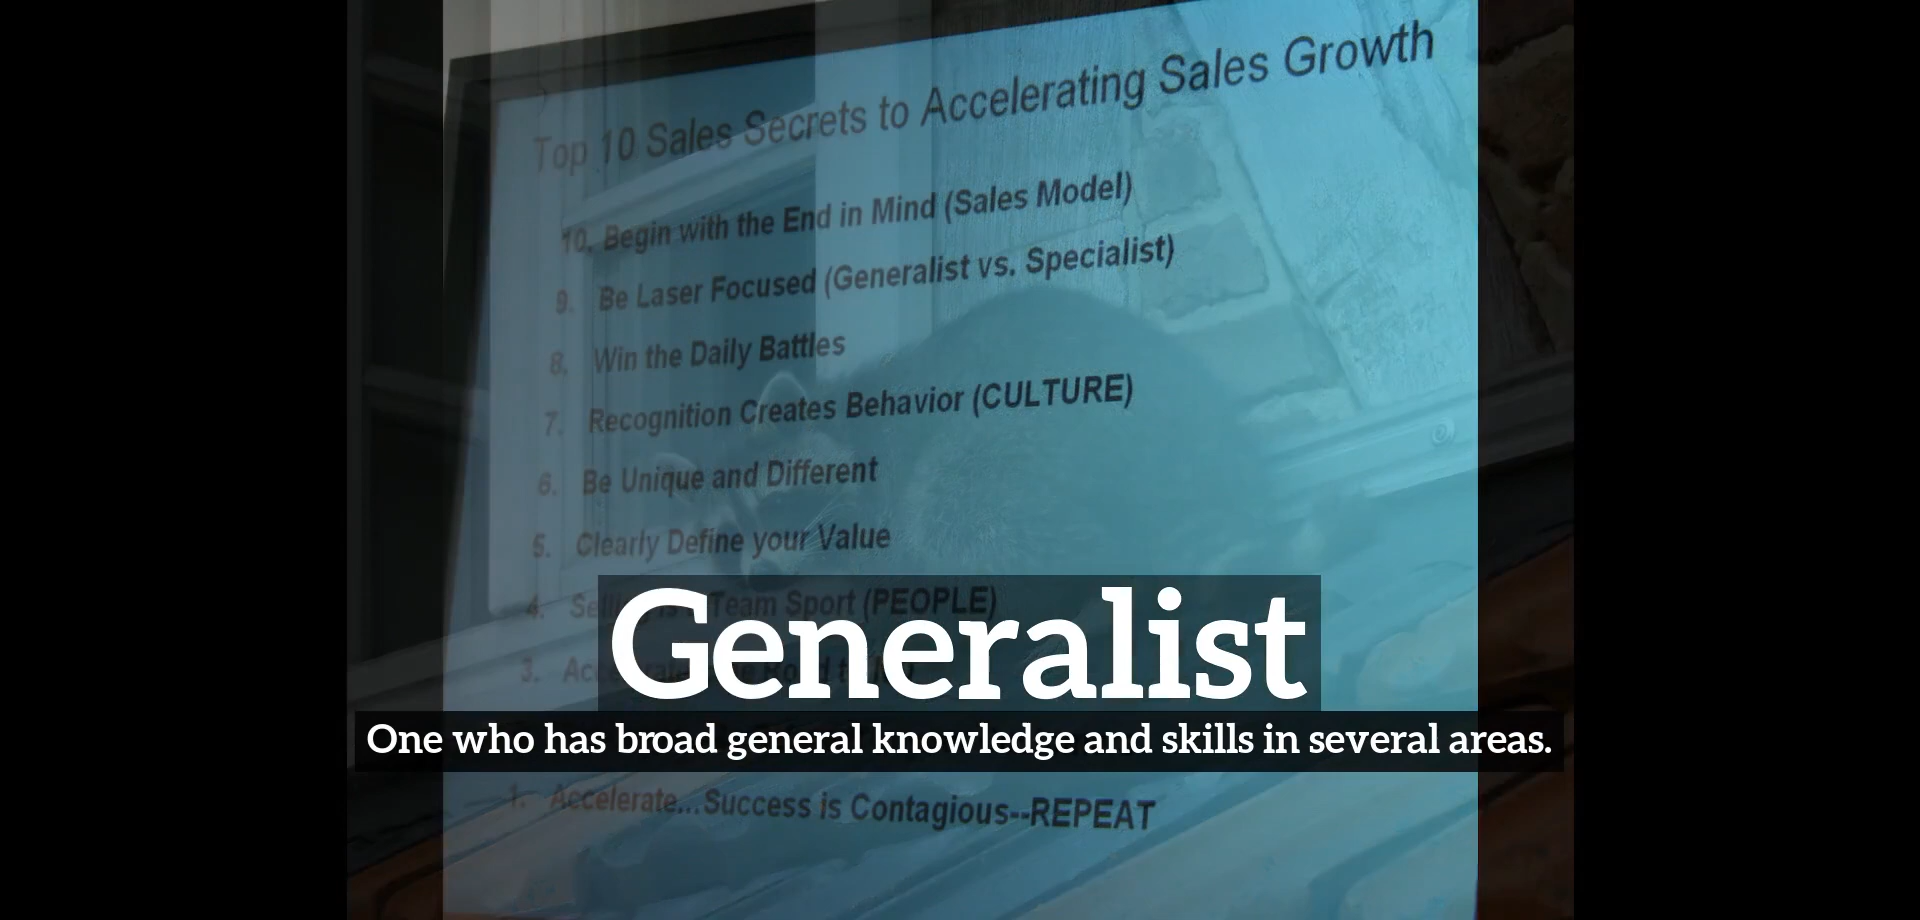 Top 10 Sales Secrets to Accelerating Sales Growth
10. Begin with the End in Mind (Sales Model)
9. Be Laser Focused (Generalist vs. Specialist)
8. Win the Daily Battles
7. Recognition Creates Behavior (CULTURE)
6. Be Unique and Different
5. Clearly Define your Value
4. Team Sport (PEOPLE)
3.
Generalist
One who has broad general knowledge and skills in several areas.
1. Accelerate...Success is Contagious--REPEAT